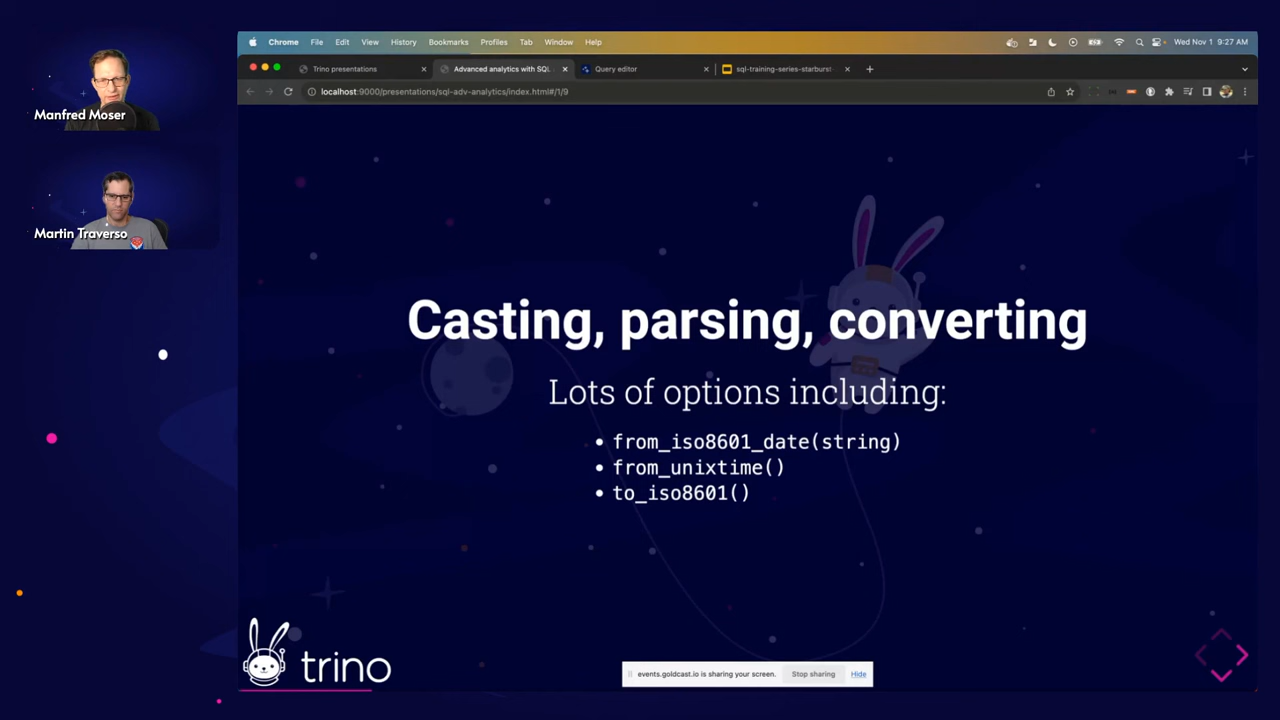 Manfred Moser
Martin Traverso
Chrome File Edit View History Bookmarks Profiles Tab Window Help
Wed Nov 1 9:27 AM
Trino presentations
Advanced analytics with SQL
Query editor
sql-training-series-starburst
localhost:9000/presentations/sql-adv-analytics/index.html#/1/9
Casting, parsing, converting
Lots of options including:
• from_iso8601_date(string)
• from_unixtime()
• to_iso8601()
trino
events.goldcast.io is sharing your screen. Stop sharing Hide